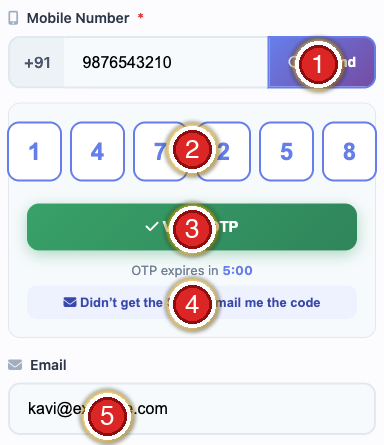 Mobile Number *
+91 9876543210 1
1 4 7 2 2 5 8
3 OTP
OTP expires in 5:00
Didn't get the 4 mail me the code
Email
kavi@ 5 .com